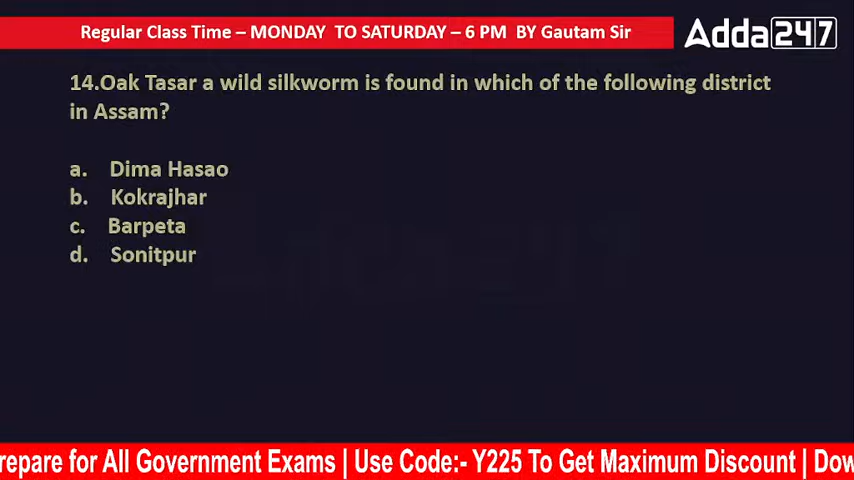 Regular Class Time – MONDAY TO SATURDAY – 6 PM BY Gautam Sir
Adda247
14.Oak Tasar a wild silkworm is found in which of the following district
in Assam?
a. Dima Hasao
b. Kokrajhar
c. Barpeta
d. Sonitpur
repare for All Government Exams | Use Code:- Y225 To Get Maximum Discount | Dow